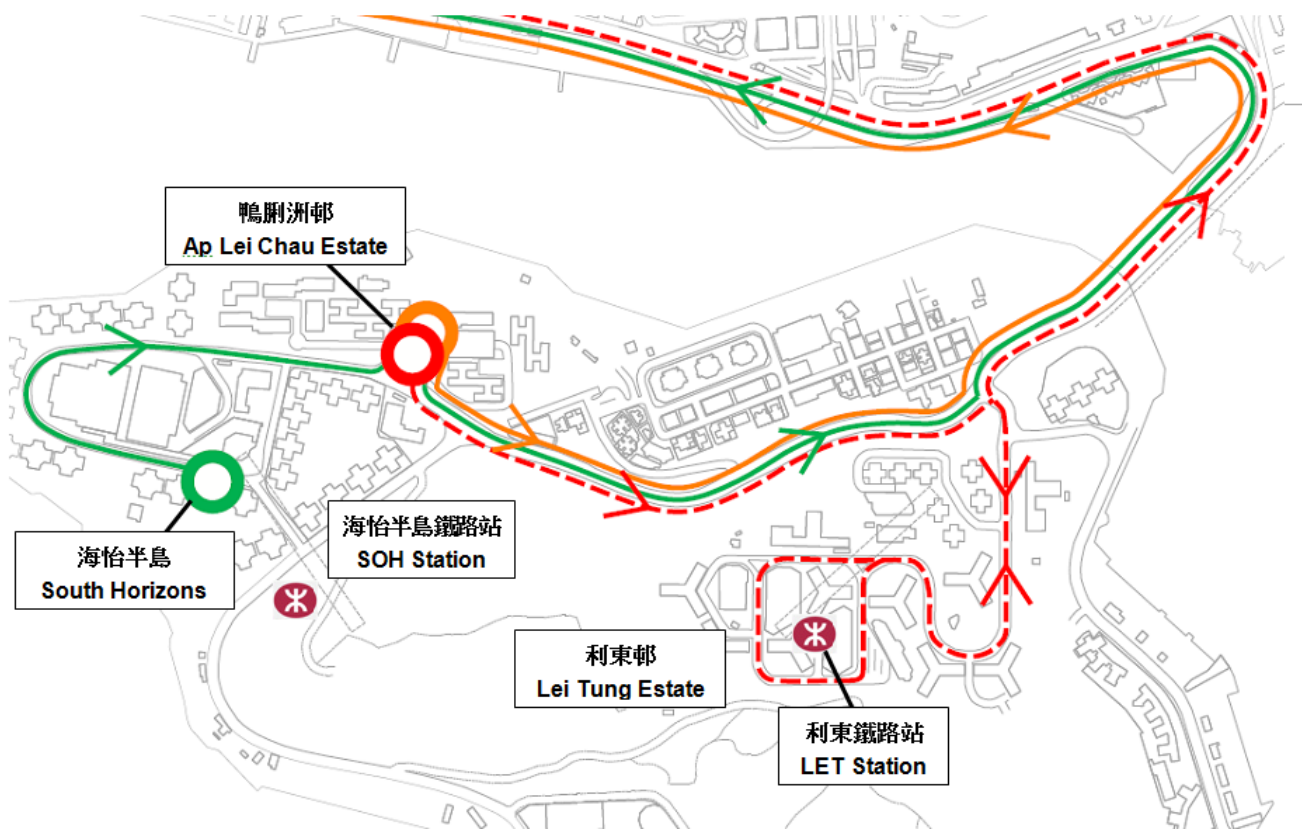 鴨脷洲邨
Ap Lei Chau Estate
海怡半島鐵路站
SOH Station
海怡半島
South Horizons
利東邨
Lei Tung Estate
利東鐵路站
LET Station